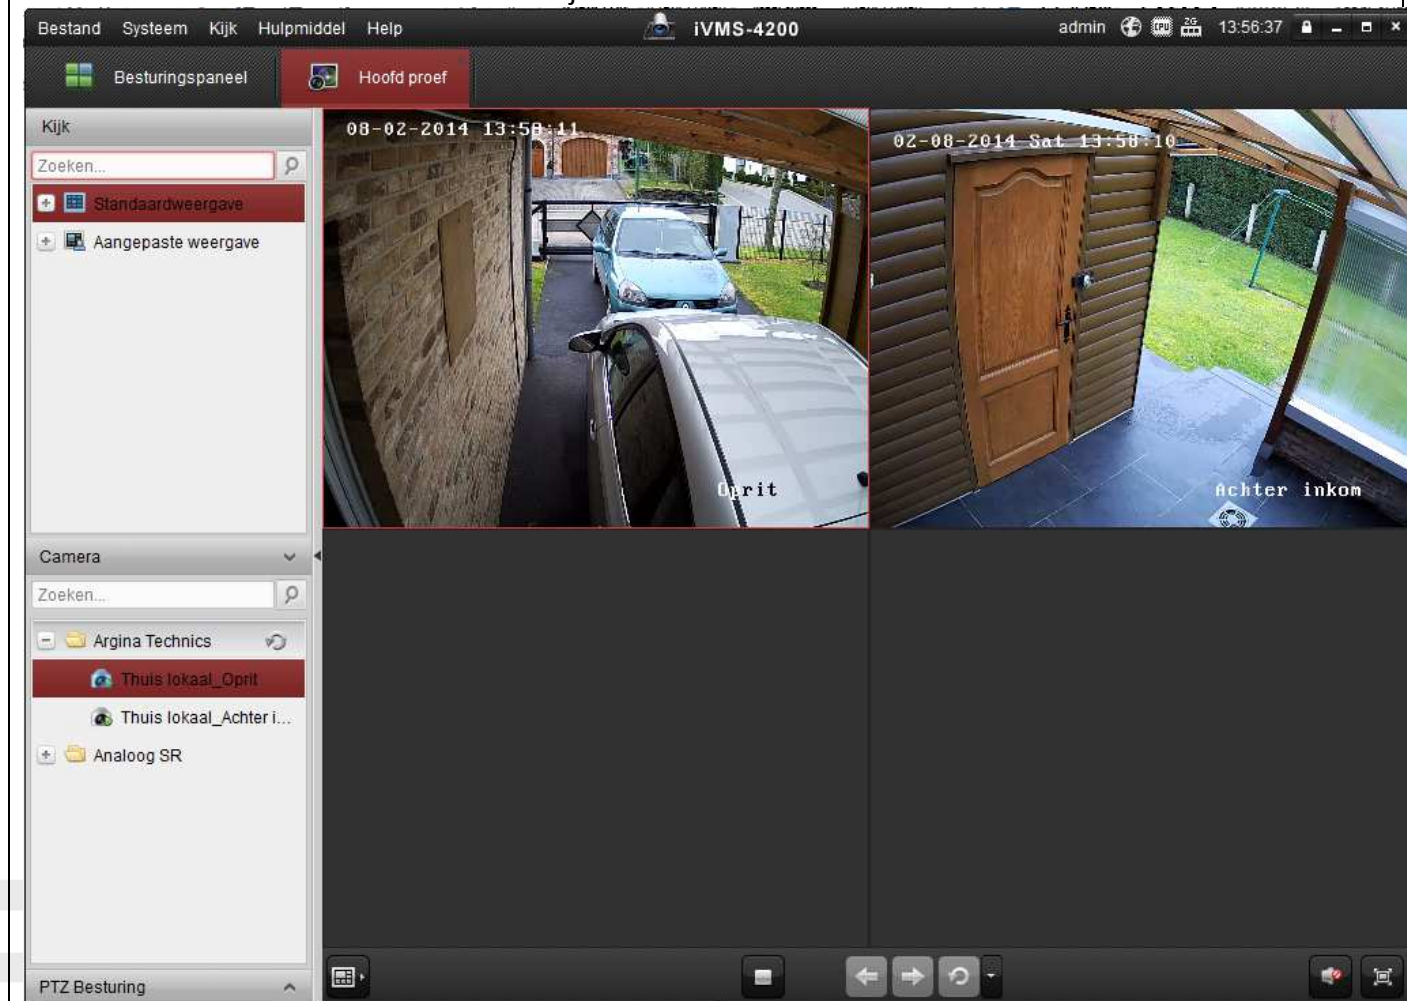 Bestand Systeem Kijk Hulpmiddel Help iVMS-4200 admin CPU 2G 13:56:37
Besturingspaneel Hoofd proef
Kijk
Zoeken...
Standaardweergave
Aangepaste weergave
08-02-2014 13:58:11
02-08-2014 Sat 13:58:10
Oprit
Achter inkom
Camera
Zoeken...
Argina Technics
Thuis lokaal_Oprit
Thuis lokaal_Achter i...
Analoog SR
PTZ Besturing